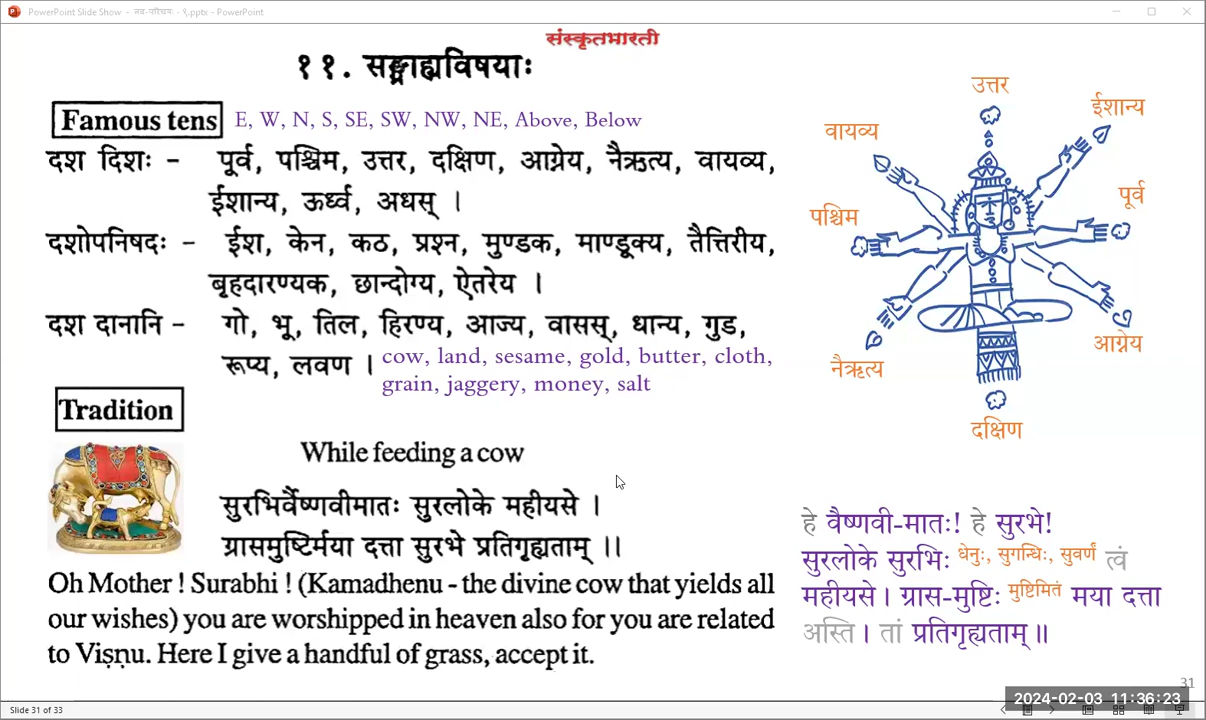 PowerPoint Slide Show - नव-परिचयः - १.pptx - PowerPoint
संस्कृतभारती
११. सङ्ग्राह्यविषयाः
Famous tens
E, W, N, S, SE, SW, NW, NE, Above, Below
दश दिशः - पूर्व, पश्चिम, उत्तर, दक्षिण, आग्नेय, नैऋत्य, वायव्य,
ईशान्य, ऊर्ध्व, अधस् ।
दशोपनिषदः - ईश, केन, कठ, प्रश्न, मुण्डक, माण्डूक्य, तैत्तिरीय,
बृहदारण्यक, छान्दोग्य, ऐतरेय ।
दश दानानि - गो, भू, तिल, हिरण्य, आज्य, वासस्, धान्य, गुड,
रूप्य, लवण ।
cow, land, sesame, gold, butter, cloth,
grain, jaggery, money, salt
Tradition
While feeding a cow
सुरभिर्वैष्णवीमातः सुरलोके महीयसे ।
ग्रासमुष्टिर्मया दत्ता सुरभे प्रतिगृह्यताम् ।।
Oh Mother ! Surabhi ! (Kamadhenu - the divine cow that yields all
our wishes) you are worshipped in heaven also for you are related
to Viṣṇu. Here I give a handful of grass, accept it.
उत्तर
ईशान्य
वायव्य
पूर्व
पश्चिम
आग्नेय
नैऋत्य
दक्षिण
हे वैष्णवी-मातः! हे सुरभे!
सुरलोके सुरभिः धेनुः, सुगन्धिः, सुवर्णं त्वं
महीयसे । ग्रास-मुष्टिः मुष्टिमितं मया दत्ता
अस्ति । तां प्रतिगृह्यताम् ॥
31
2024-02-03 11:36:23
Slide 31 of 33